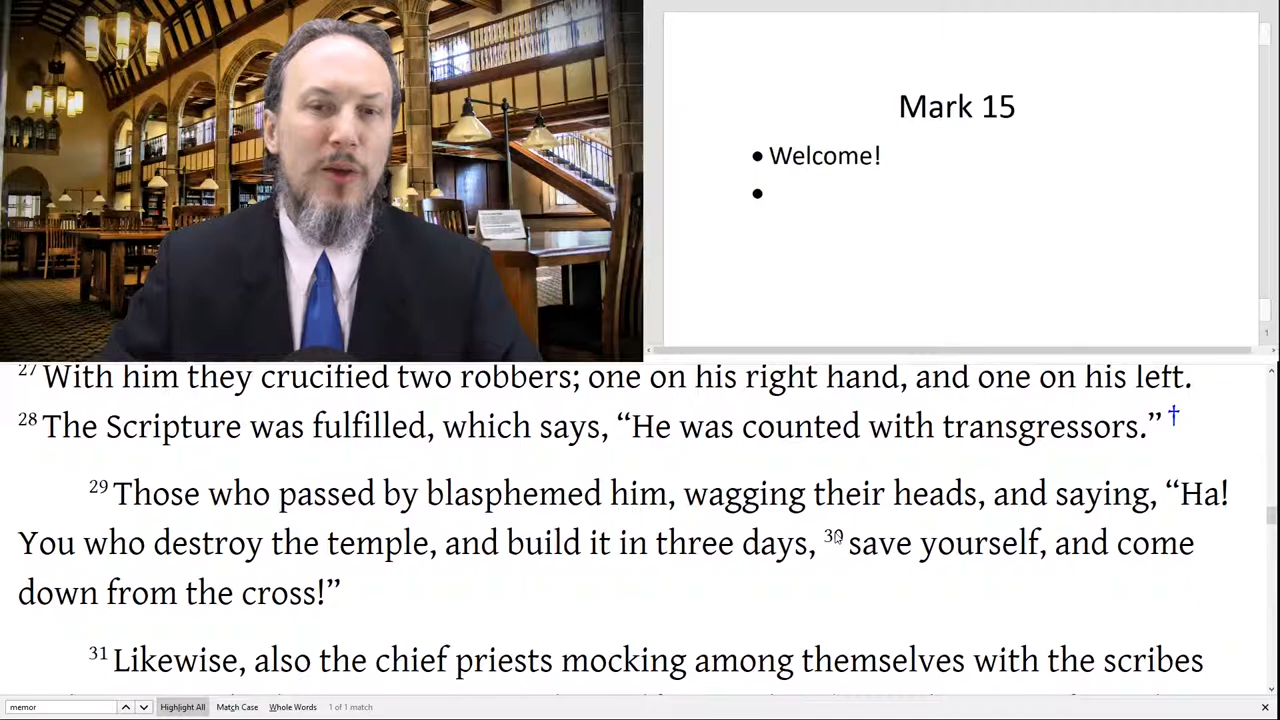 Mark 15
• Welcome!
•
1
27 With him they crucified two robbers; one on his right hand, and one on his left.
28 The Scripture was fulfilled, which says, “He was counted with transgressors.” †
29 Those who passed by blasphemed him, wagging their heads, and saying, “Ha!
You who destroy the temple, and build it in three days, 30 save yourself, and come
down from the cross!”
31 Likewise, also the chief priests mocking among themselves with the scribes
memor
Highlight All
Match Case
Whole Words
1 of 1 match